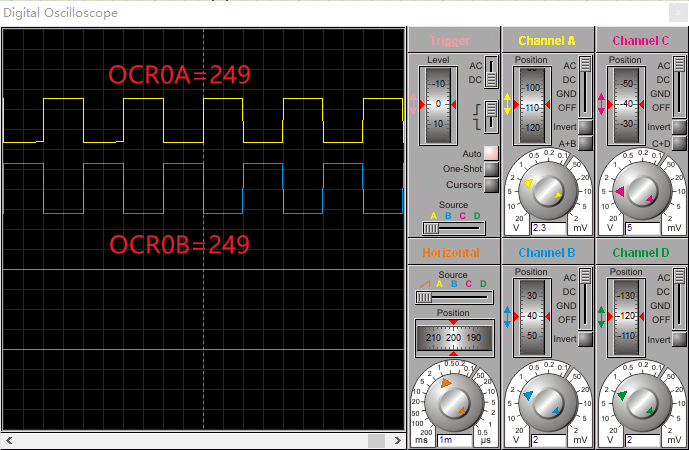 Digital Oscilloscope
x
OCR0A=249
OCR0B=249
Trigger
Level
-10
0
10
AC
DC
Auto
One-Shot
Cursors
Source
A B C D
Channel A
Position
100
110
120
AC
DC
GND
OFF
Invert
A+B
V
2.3
mV
Channel C
Position
-50
-40
-30
AC
DC
GND
OFF
Invert
C+D
V
5
mV
Horizontal
Source
A B C D
Position
210 200 190
ms
1m
µs
Channel B
Position
30
40
50
AC
DC
GND
OFF
Invert
V
2
mV
Channel D
Position
-130
-120
-110
AC
DC
GND
OFF
Invert
V
2
mV